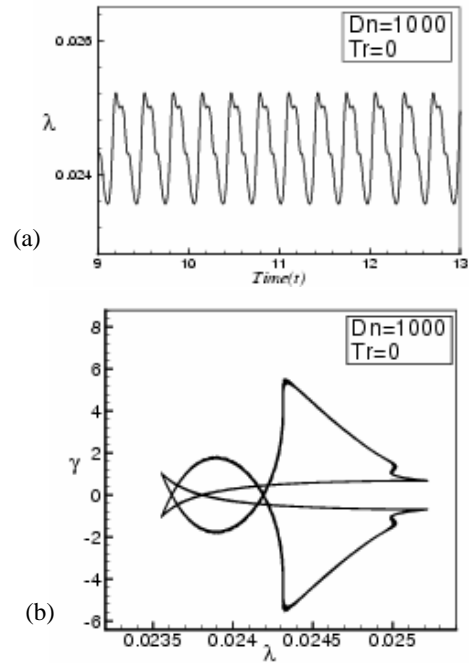 Dn=1000
Tr=0
0.025
λ
0.024
(a)
9 10 11 12 13
Time(t)
8
Dn=1000
Tr=0
6
4
2
γ
0
-2
-4
(b)
-6
0.0235 0.024 0.0245 0.025
λ